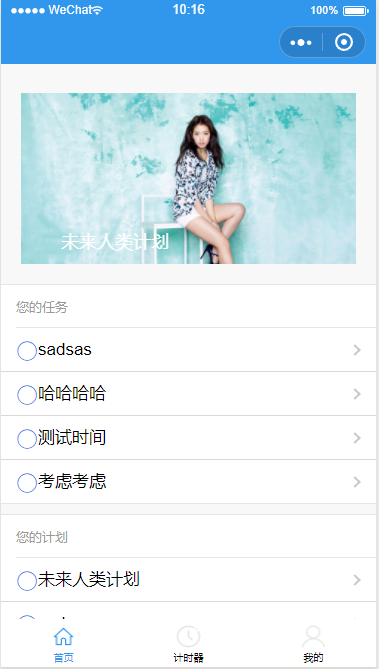 WeChat 10:16 100%
未来人类计划
您的任务
sadsas
哈哈哈哈
测试时间
考虑考虑
您的计划
未来人类计划
首页 计时器 我的